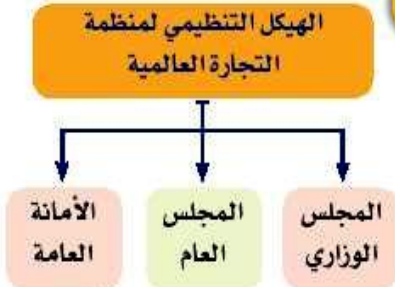 الهيكل التنظيمي لمنظمة
التجارة العالمية
المجلس
الوزاري
المجلس
العام
الأمانة
العامة